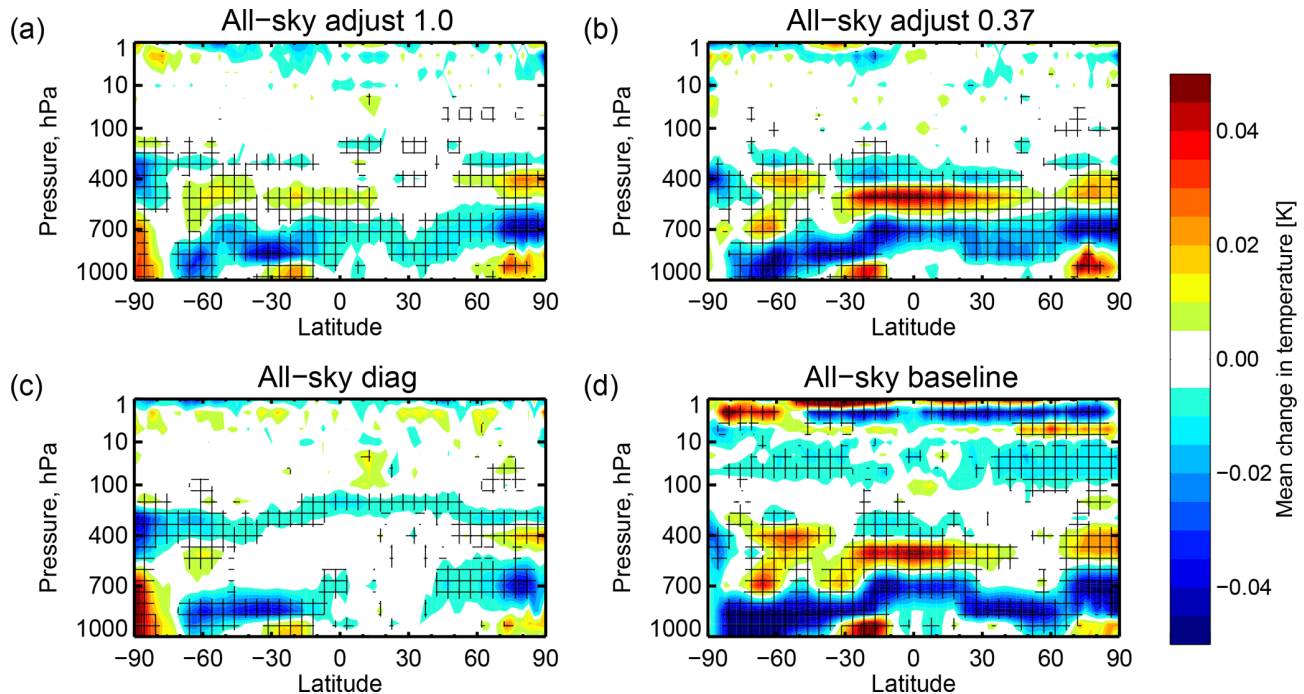 (a) All−sky adjust 1.0
1
10
100
400
700
1000
Pressure, hPa
−90 −60 −30 0 30 60 90
Latitude
(b) All−sky adjust 0.37
1
10
100
400
700
1000
Pressure, hPa
−90 −60 −30 0 30 60 90
Latitude
(c) All−sky diag
1
10
100
400
700
1000
Pressure, hPa
−90 −60 −30 0 30 60 90
Latitude
(d) All−sky baseline
1
10
100
400
700
1000
Pressure, hPa
−90 −60 −30 0 30 60 90
Latitude
0.04
0.02
0.00
−0.02
−0.04
Mean change in temperature [K]